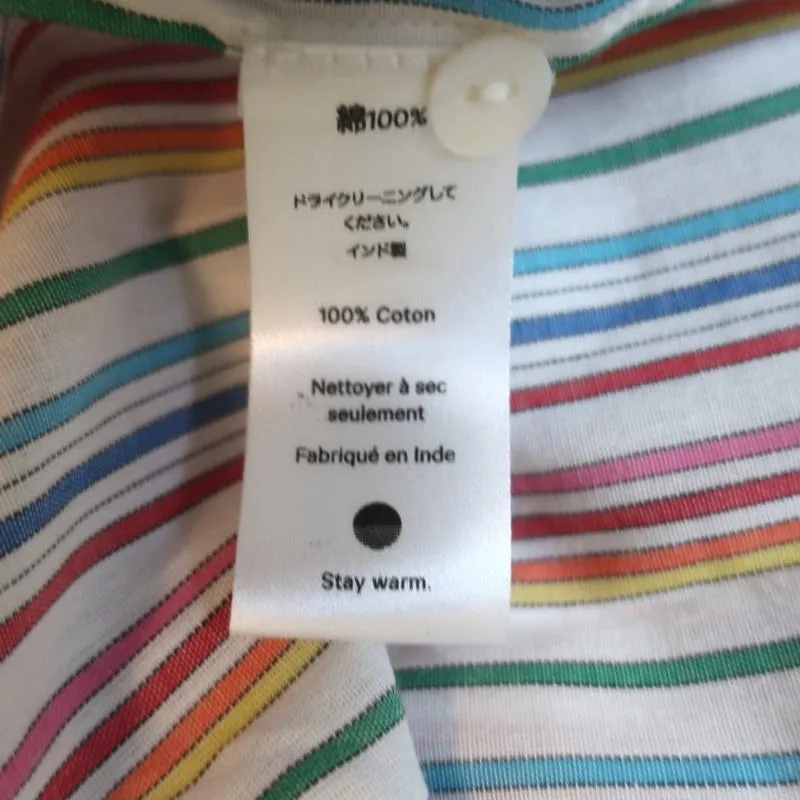 綿100%
ドライクリーニングして
ください。
インド製
100% Coton
Nettoyer à sec
seulement
Fabriqué en Inde
Stay warm.